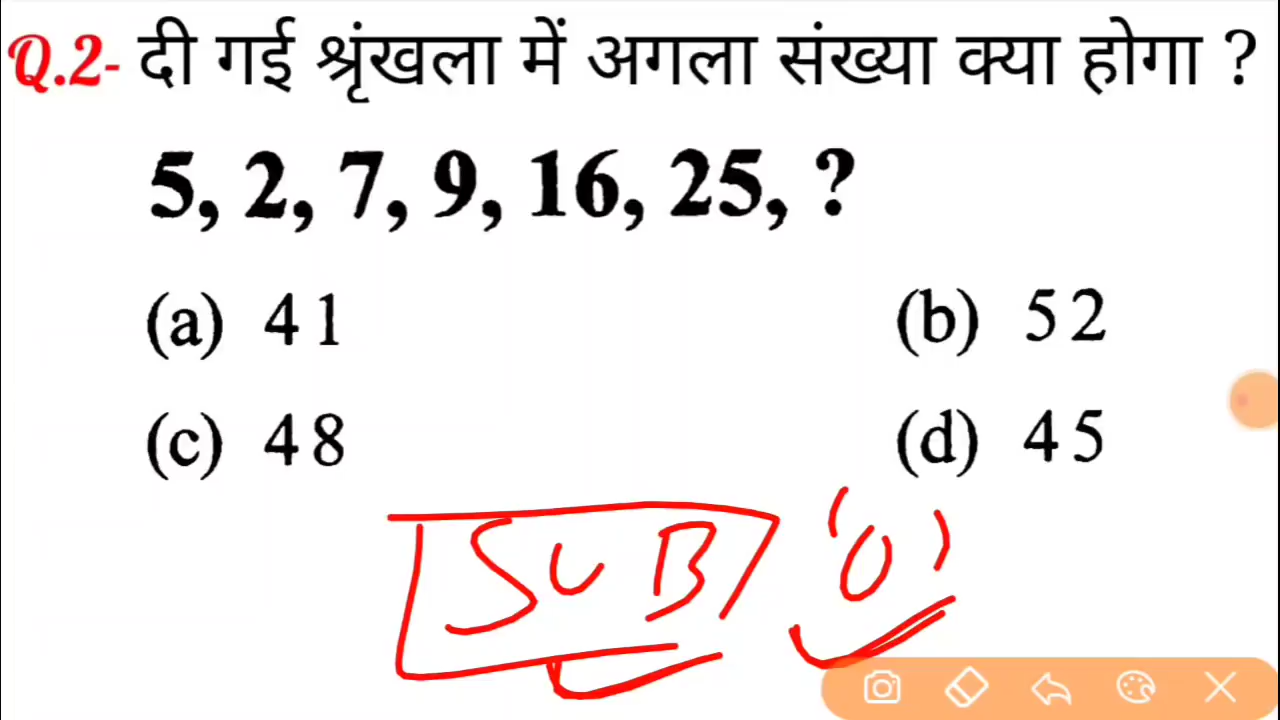 Q.2- दी गई श्रृंखला में अगला संख्या क्या होगा ?
5, 2, 7, 9, 16, 25, ?
(a) 41 (b) 52
(c) 48 (d) 45
SUB '0'